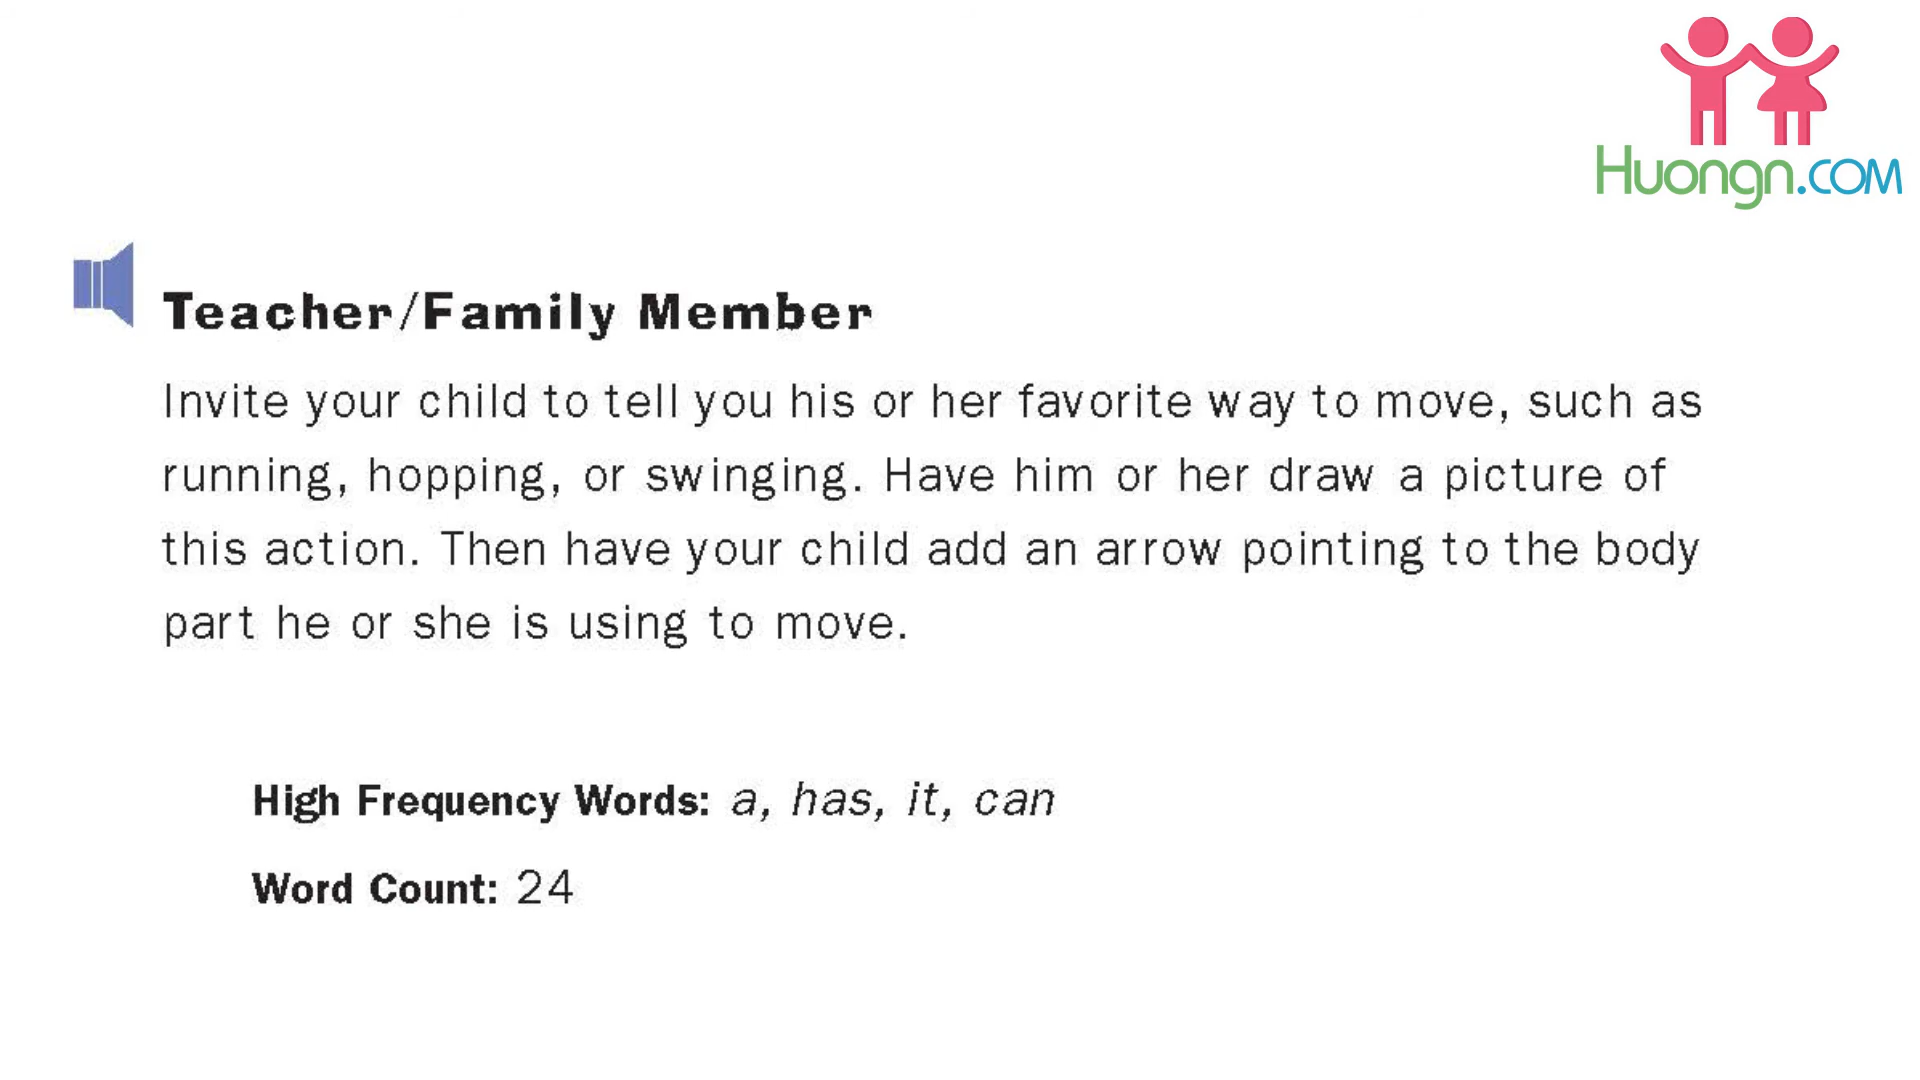 Huongn.COM
Teacher/Family Member
Invite your child to tell you his or her favorite way to move, such as
running, hopping, or swinging. Have him or her draw a picture of
this action. Then have your child add an arrow pointing to the body
part he or she is using to move.
High Frequency Words: a, has, it, can
Word Count: 24